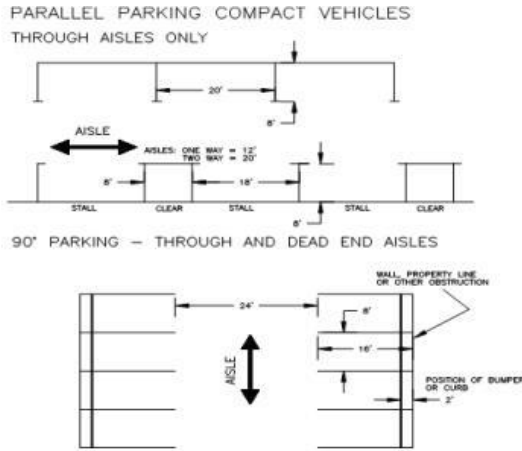 PARALLEL PARKING COMPACT VEHICLES
THROUGH AISLES ONLY
20'
8'
AISLE
AISLES: ONE WAY = 12'
TWO WAY = 20'
8'
18'
STALL
CLEAR
STALL
STALL
CLEAR
8'
90° PARKING – THROUGH AND DEAD END AISLES
WALL, PROPERTY LINE
OR OTHER OBSTRUCTION
24'
8'
16'
AISLE
POSITION OF BUMPER
OR CURB
2'